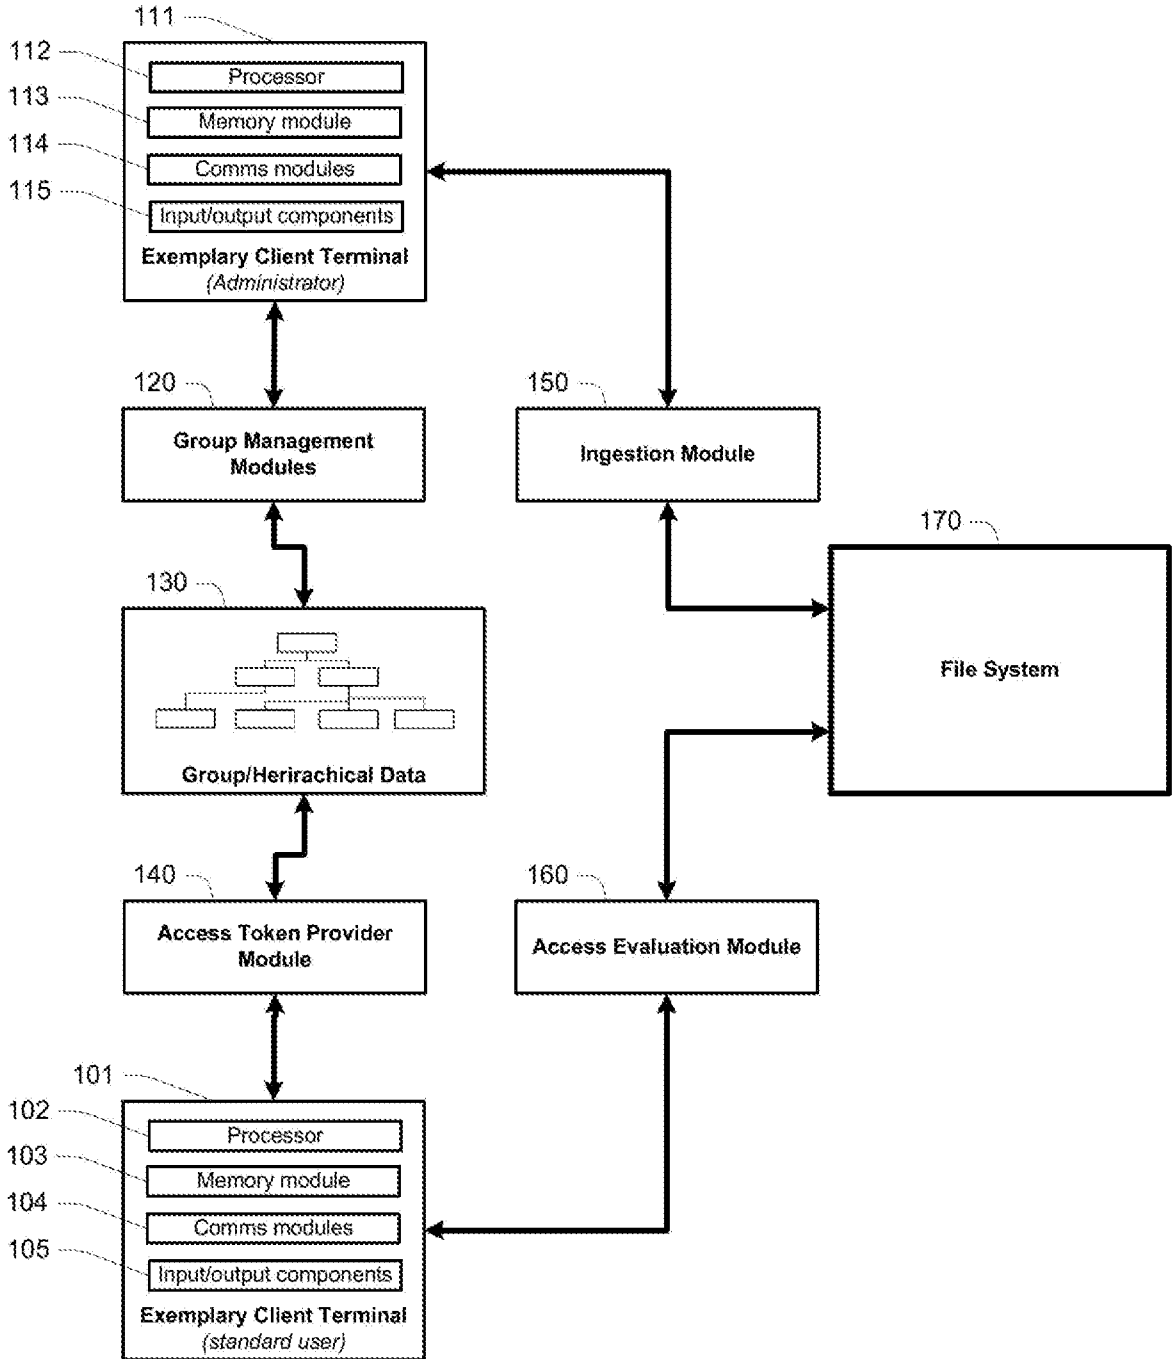 111
112
Processor
113
Memory module
114
Comms modules
115
Input/output components
Exemplary Client Terminal
(Administrator)
120
Group Management
Modules
150
Ingestion Module
170
File System
130
Group/Herirachical Data
140
Access Token Provider
Module
160
Access Evaluation Module
101
102
Processor
103
Memory module
104
Comms modules
105
Input/output components
Exemplary Client Terminal
(standard user)